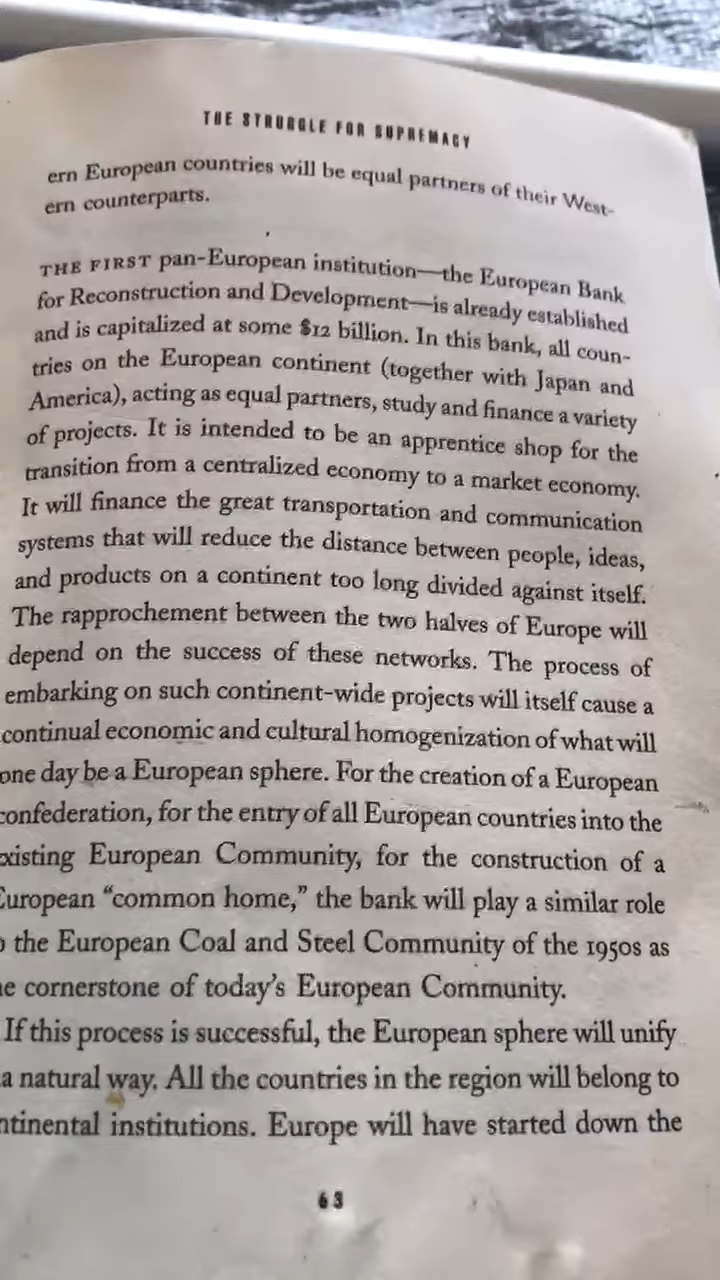 THE STRUGGLE FOR SUPREMACY
ern European countries will be equal partners of their West-
ern counterparts.
THE FIRST pan-European institution—the European Bank
for Reconstruction and Development—is already established
and is capitalized at some $12 billion. In this bank, all coun-
tries on the European continent (together with Japan and
America), acting as equal partners, study and finance a variety
of projects. It is intended to be an apprentice shop for the
transition from a centralized economy to a market economy.
It will finance the great transportation and communication
systems that will reduce the distance between people, ideas,
and products on a continent too long divided against itself.
The rapprochement between the two halves of Europe will
depend on the success of these networks. The process of
embarking on such continent-wide projects will itself cause a
continual economic and cultural homogenization of what will
one day be a European sphere. For the creation of a European
confederation, for the entry of all European countries into the
xisting European Community, for the construction of a
European "common home," the bank will play a similar role
o the European Coal and Steel Community of the 1950s as
e cornerstone of today's European Community.
If this process is successful, the European sphere will unify
a natural way. All the countries in the region will belong to
ntinental institutions. Europe will have started down the
63